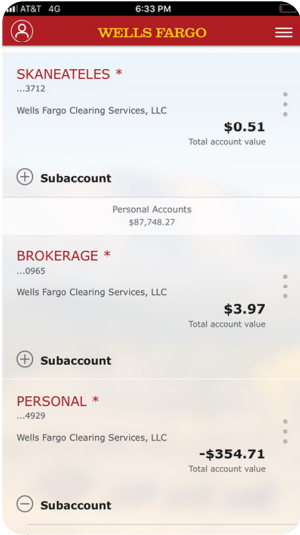 AT&T 4G 6:33 PM
WELLS FARGO
SKANEATELES *
...3712
Wells Fargo Clearing Services, LLC
$0.51
Total account value
Subaccount
Personal Accounts
$87,748.27
BROKERAGE *
...0965
Wells Fargo Clearing Services, LLC
$3.97
Total account value
Subaccount
PERSONAL *
...4929
Wells Fargo Clearing Services, LLC
-$354.71
Total account value
Subaccount